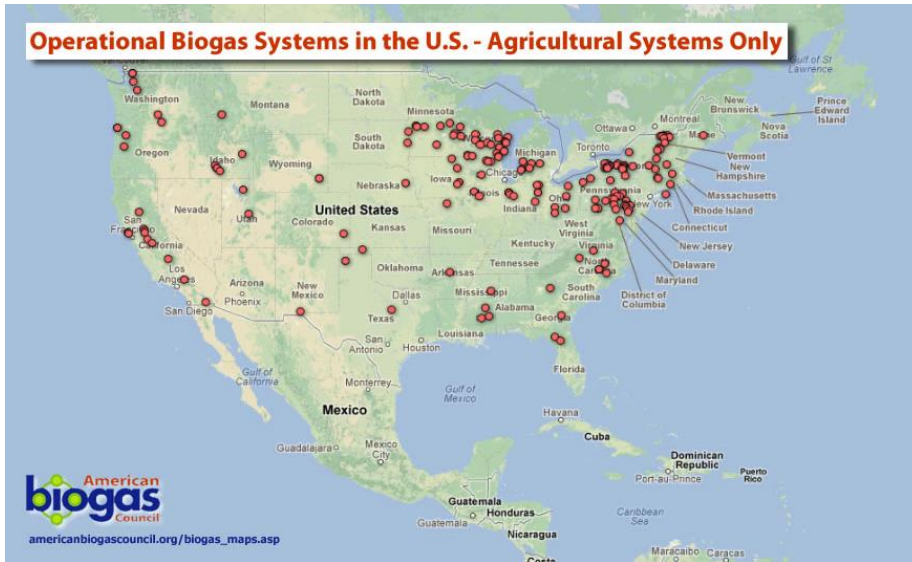 Operational Biogas Systems in the U.S. - Agricultural Systems Only
Gulf of St
Lawrence
Washington
Montana
North
Dakota
Minnesota
Ottawa
Montreal
Maine
New
Brunswick
Prince
Edward
Island
Nova
Scotia
Oregon
Idaho
Wyoming
South
Dakota
Michigan
Toronto
Vermont
New
Hampshire
Massachusetts
Rhode Island
Connecticut
New Jersey
Delaware
Maryland
District of
Columbia
Nebraska
Iowa
Chicago
Indiana
Pennsylvania
New York
Nevada
Utah
Colorado
United States
Kansas
Missouri
West
Virginia
Virginia
Kentucky
San
California
Los
San Diego
Arizona
Phoenix
New
Mexico
Oklahoma
Arkansas
Tennessee
North
South
Carolina
Mississippi
Alabama
Georgia
Dallas
Texas
San
Antonio
Houston
Louisiana
Florida
Gulf of
California
Monterrey
Gulf of
Mexico
Mexico
Havana
Cuba
Guadalajara
Mexico
City
Dominican
Republic
Port-au-Prince
Puerto
Rico
Guatemala
Honduras
Guatemala
Nicaragua
Caribbean
Sea
Maracaibo
Caracas
American
biogas
Council
americanbiogascouncil.org/biogas_maps.asp